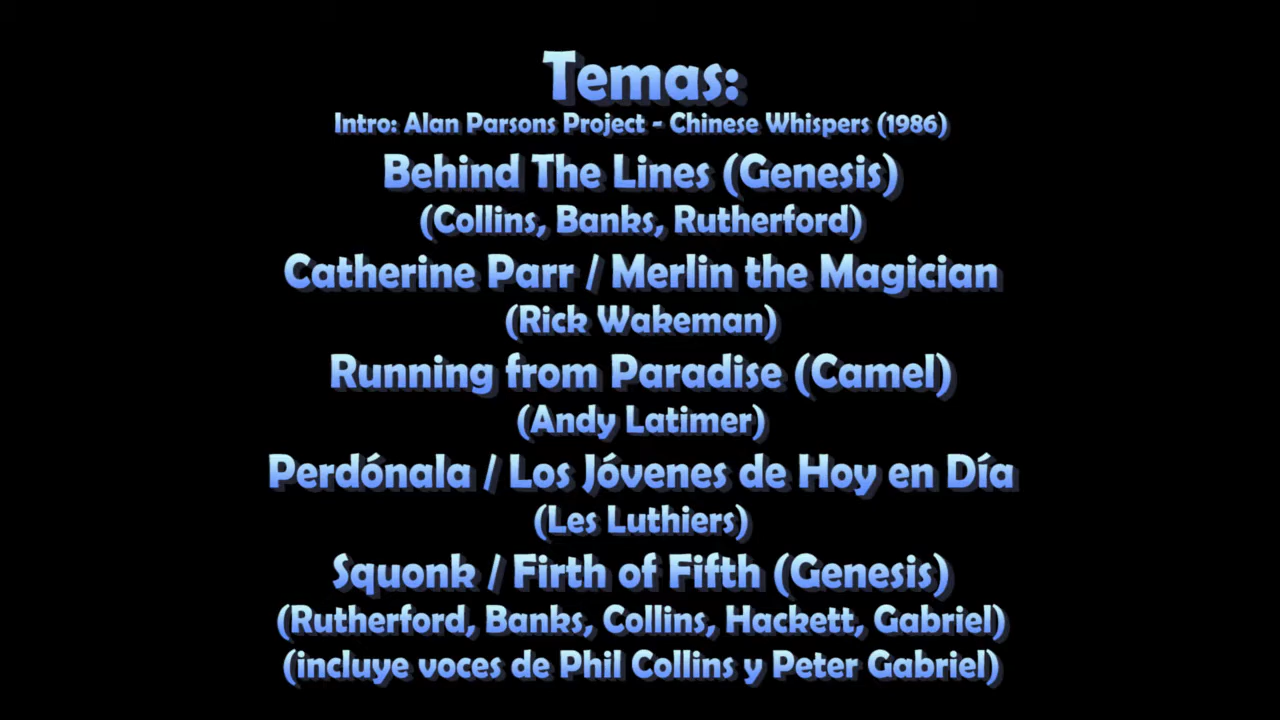 Temas:
Intro: Alan Parsons Project - Chinese Whispers (1986)
Behind The Lines (Genesis)
(Collins, Banks, Rutherford)
Catherine Parr / Merlin the Magician
(Rick Wakeman)
Running from Paradise (Camel)
(Andy Latimer)
Perdónala / Los Jóvenes de Hoy en Día
(Les Luthiers)
Squonk / Firth of Fifth (Genesis)
(Rutherford, Banks, Collins, Hackett, Gabriel)
(incluye voces de Phil Collins y Peter Gabriel)